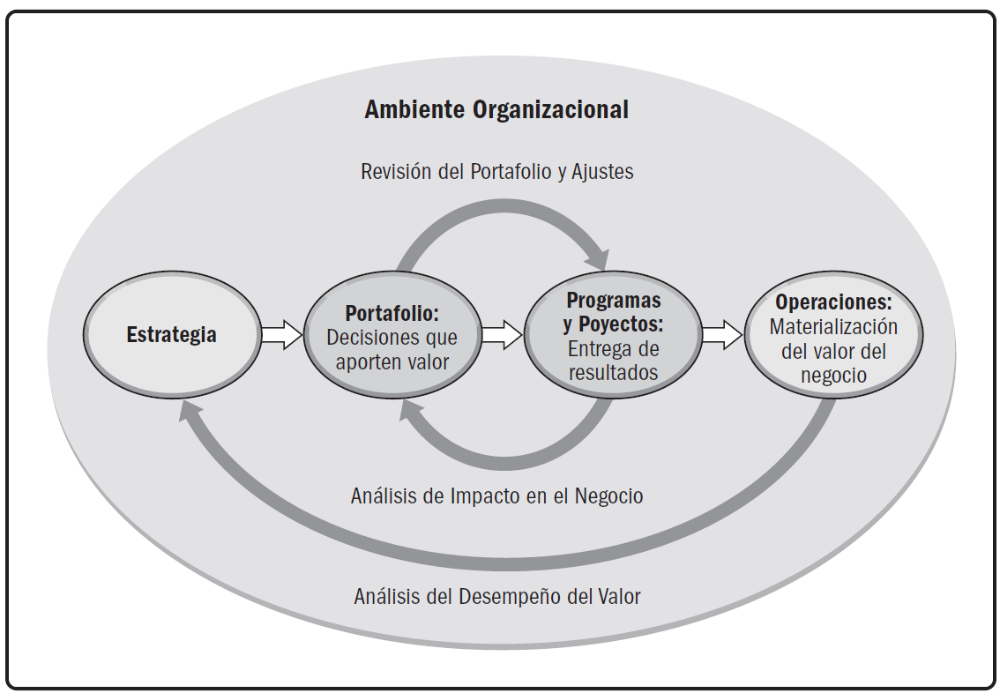 Ambiente Organizacional
Revisión del Portafolio y Ajustes
Estrategia
Portafolio:
Decisiones que
aporten valor
Programas
y Poyectos:
Entrega de
resultados
Operaciones:
Materialización
del valor del
negocio
Análisis de Impacto en el Negocio
Análisis del Desempeño del Valor